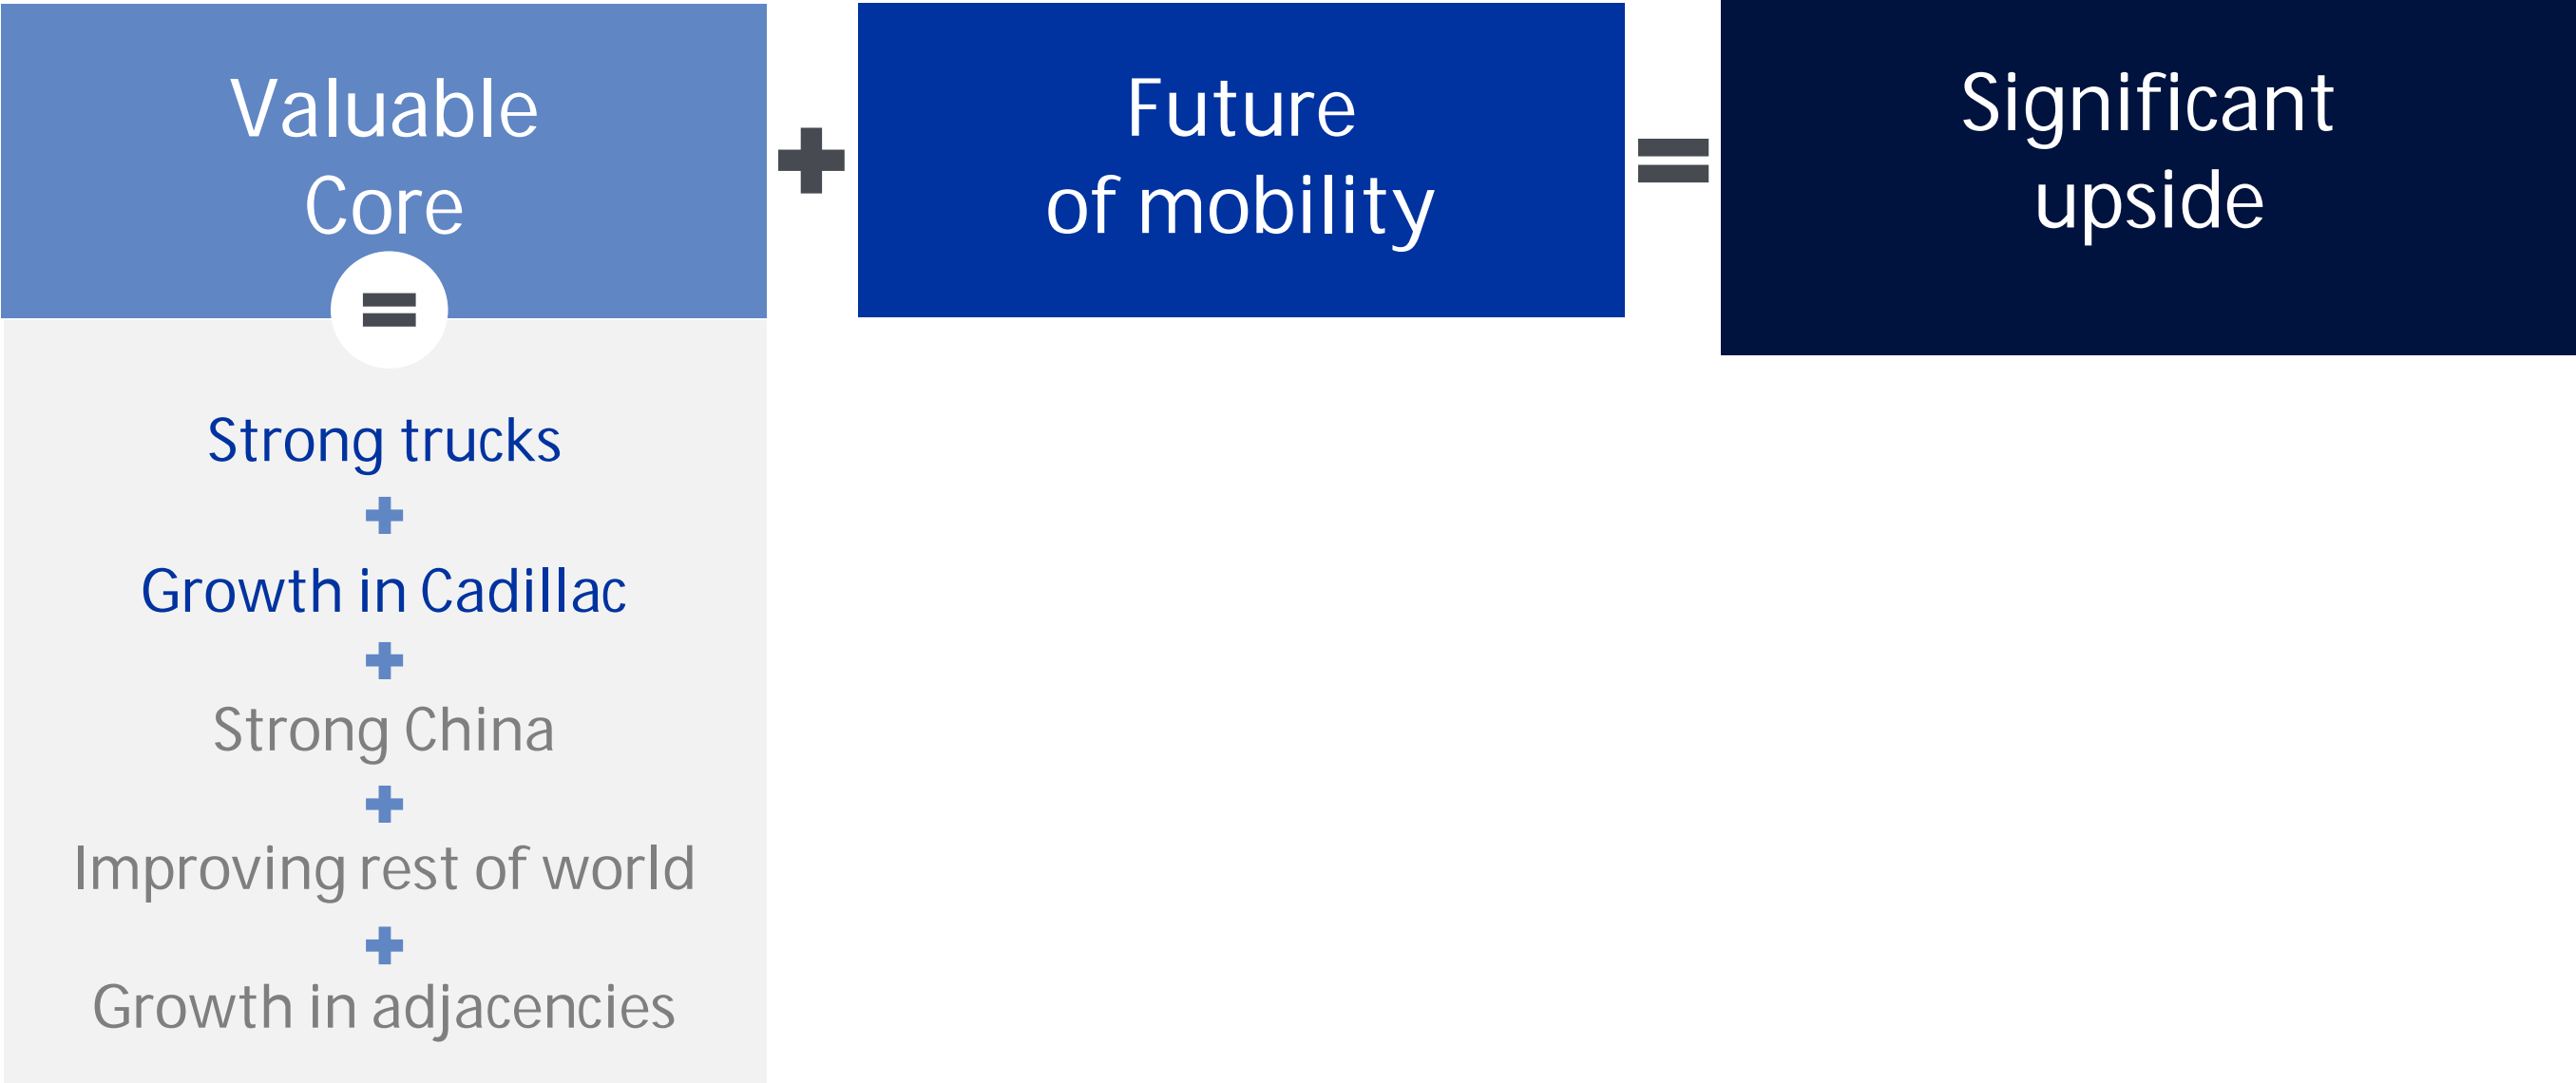 Valuable
Core
+
Future
of mobility
=
Significant
upside
=
Strong trucks
+
Growth in Cadillac
+
Strong China
+
Improving rest of world
+
Growth in adjacencies